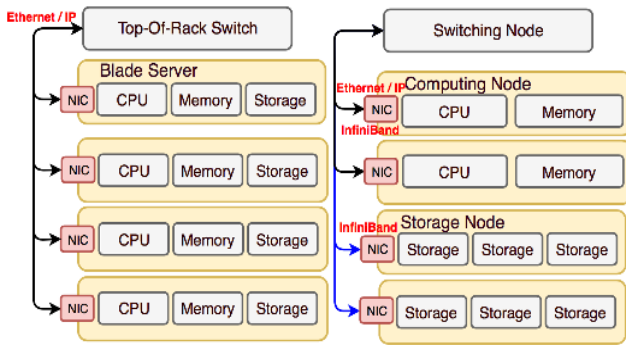 Ethernet / IP
Top-Of-Rack Switch
Blade Server
NIC
CPU
Memory
Storage
NIC
CPU
Memory
Storage
NIC
CPU
Memory
Storage
NIC
CPU
Memory
Storage
Switching Node
Ethernet / IP
Computing Node
NIC
CPU
Memory
InfiniBand
NIC
CPU
Memory
InfiniBand
Storage Node
NIC
Storage
Storage
Storage
NIC
Storage
Storage
Storage